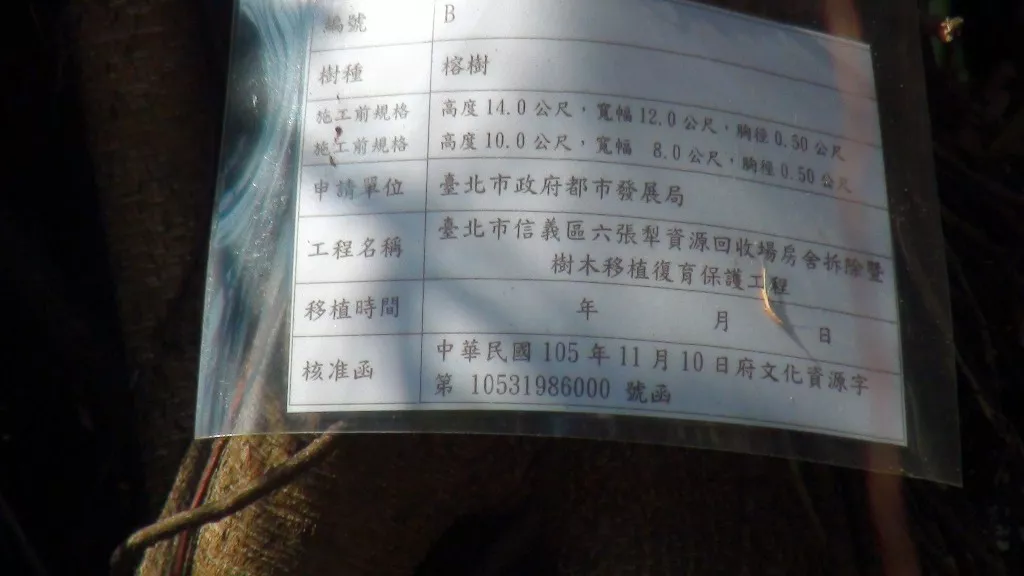 編號 B
樹種 榕樹
施工前規格 高度 14.0 公尺，寬幅 12.0 公尺，胸徑 0.50 公尺
施工前規格 高度 10.0 公尺，寬幅 8.0 公尺，胸徑 0.50 公尺
申請單位 臺北市政府都市發展局
工程名稱 臺北市信義區六張犁資源回收場房舍拆除暨
樹木移植復育保護工程
移植時間 年 月 日
核准函 中華民國 105 年 11 月 10 日府文化資源字
第 10531986000 號函